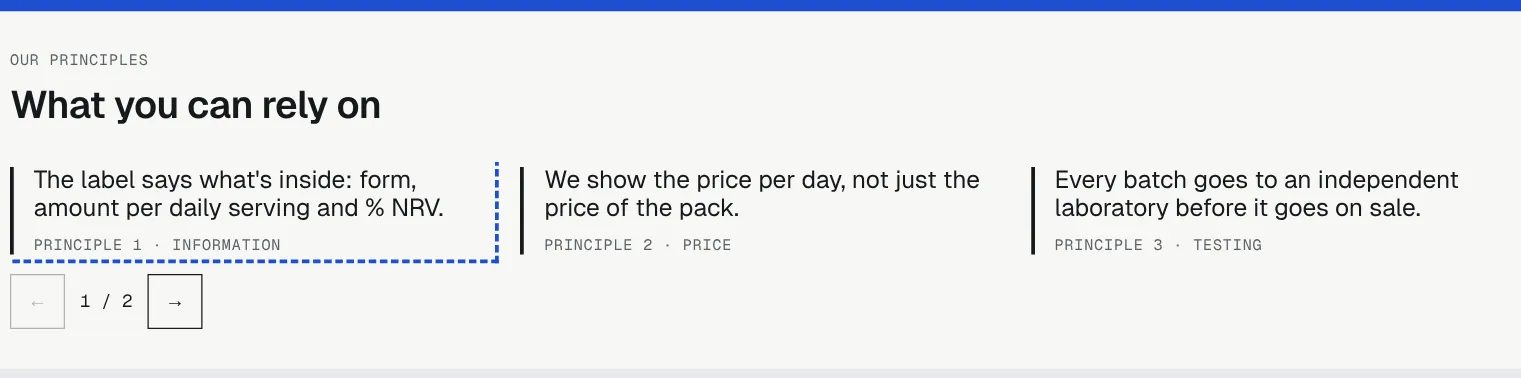 OUR PRINCIPLES
What you can rely on
The label says what's inside: form,
amount per daily serving and % NRV.
PRINCIPLE 1 · INFORMATION
We show the price per day, not just the
price of the pack.
PRINCIPLE 2 · PRICE
Every batch goes to an independent
laboratory before it goes on sale.
PRINCIPLE 3 · TESTING
← 1 / 2 →